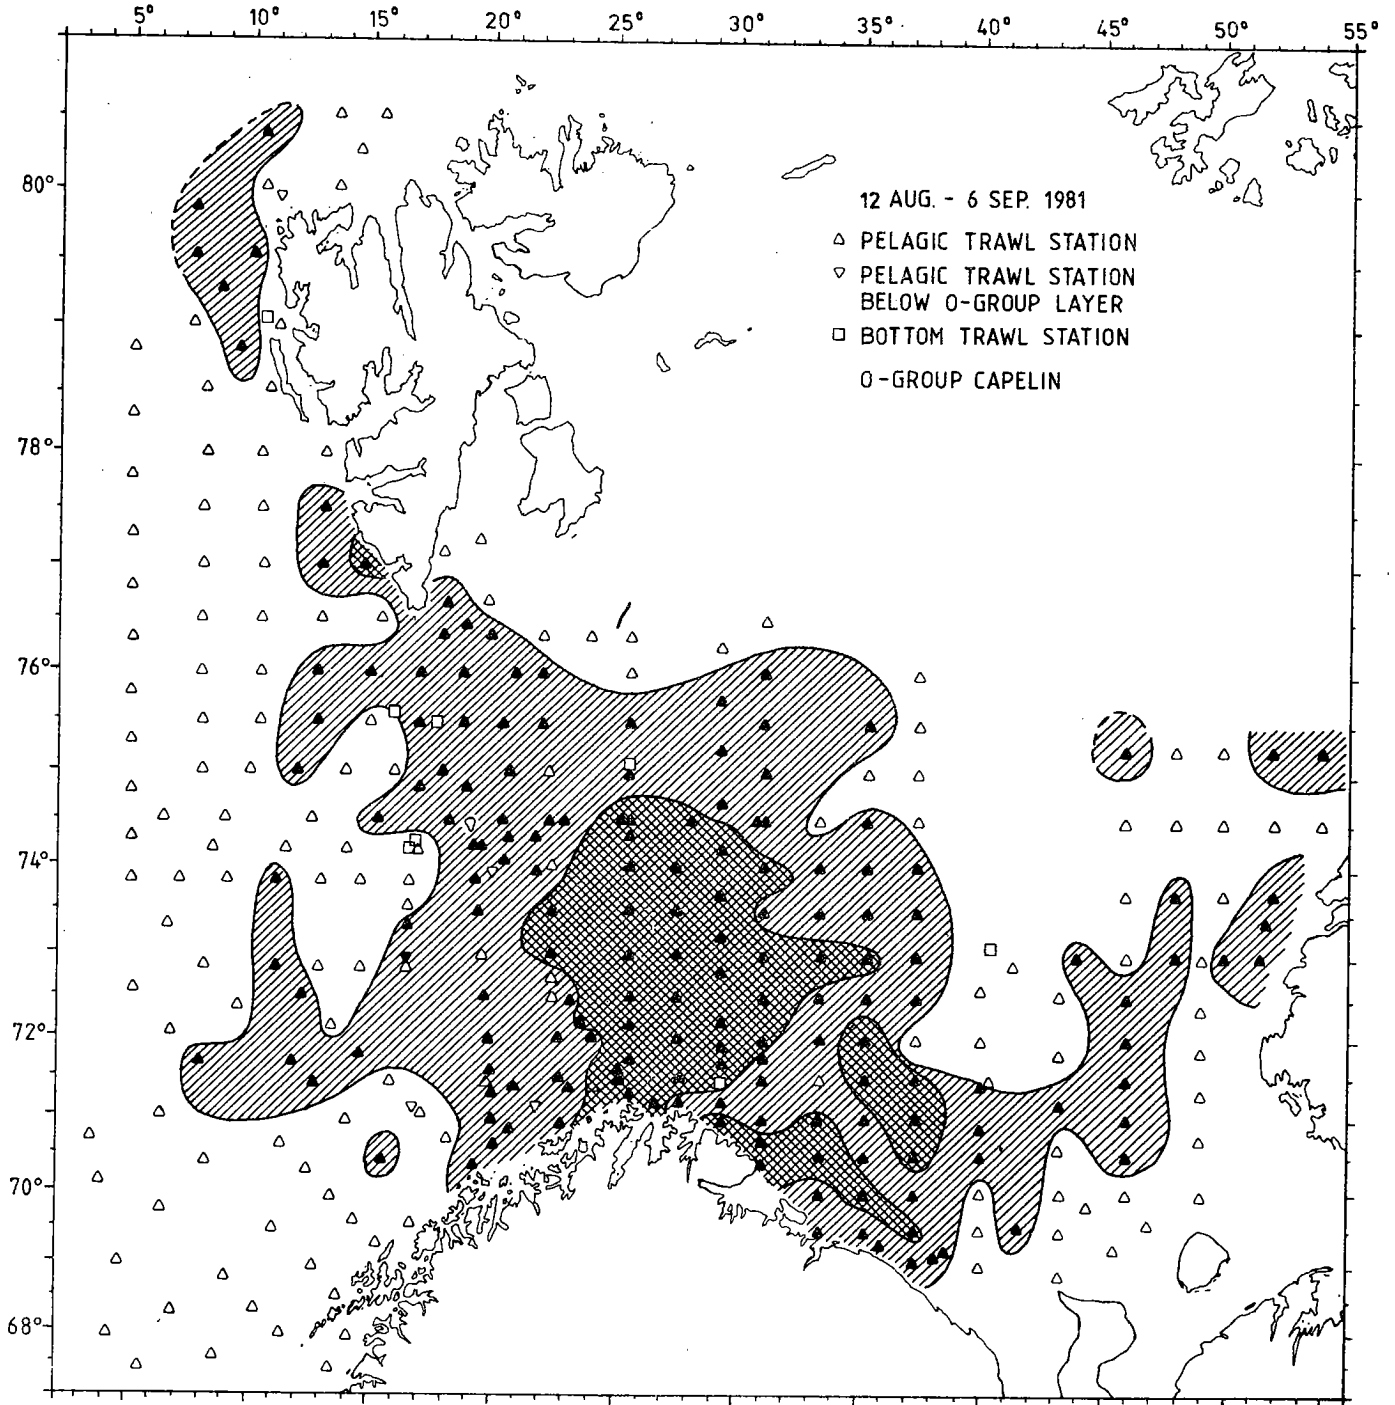 5° 10° 15° 20° 25° 30° 35° 40° 45° 50° 55°
80°
78°
76°
74°
72°
70°
68°
12 AUG. - 6 SEP. 1981
PELAGIC TRAWL STATION
PELAGIC TRAWL STATION
BELOW 0-GROUP LAYER
BOTTOM TRAWL STATION
0-GROUP CAPELIN